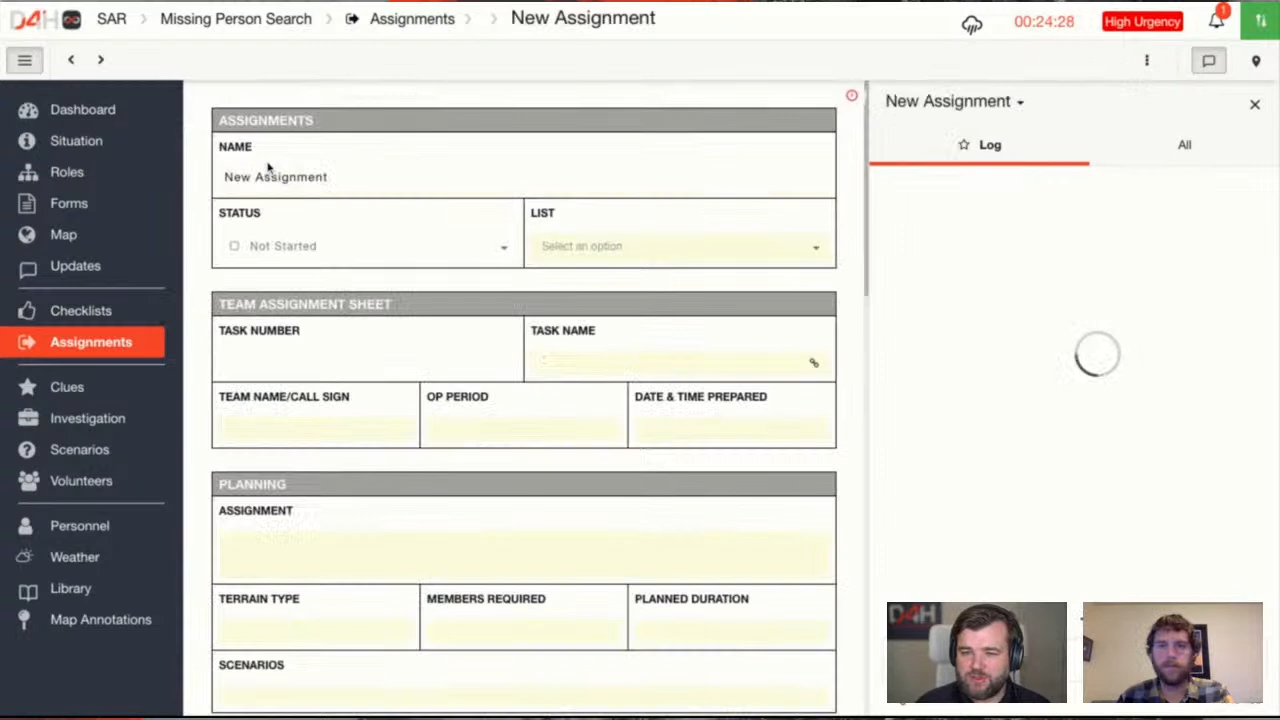 D4H SAR Missing Person Search Assignments New Assignment 00:24:28 High Urgency 1
Dashboard
Situation
Roles
Forms
Map
Updates
Checklists
Assignments
Clues
Investigation
Scenarios
Volunteers
Personnel
Weather
Library
Map Annotations
ASSIGNMENTS
NAME
New Assignment
STATUS LIST
Not Started Select an option
TEAM ASSIGNMENT SHEET
TASK NUMBER TASK NAME
TEAM NAME/CALL SIGN OP PERIOD DATE & TIME PREPARED
PLANNING
ASSIGNMENT
TERRAIN TYPE MEMBERS REQUIRED PLANNED DURATION
SCENARIOS
New Assignment
Log All
D4H